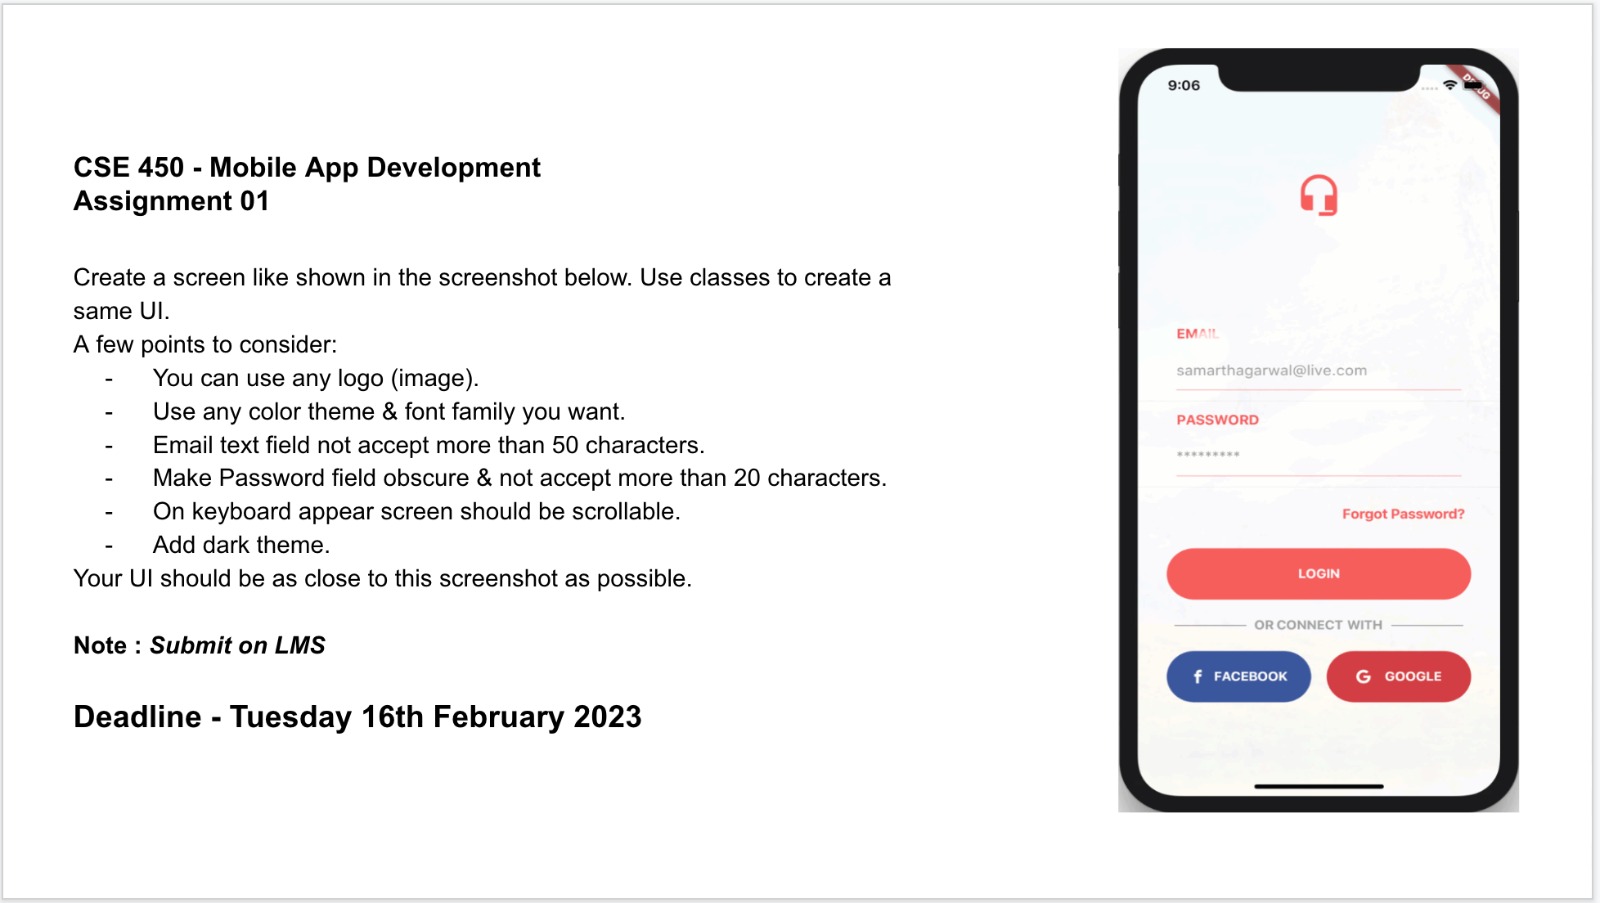 CSE 450 - Mobile App Development
Assignment 01
Create a screen like shown in the screenshot below. Use classes to create a
same UI.
A few points to consider:
- You can use any logo (image).
- Use any color theme & font family you want.
- Email text field not accept more than 50 characters.
- Make Password field obscure & not accept more than 20 characters.
- On keyboard appear screen should be scrollable.
- Add dark theme.
Your UI should be as close to this screenshot as possible.
Note : Submit on LMS
Deadline - Tuesday 16th February 2023
9:06
EMAIL
samarthagarwal@live.com
PASSWORD
*********
Forgot Password?
LOGIN
OR CONNECT WITH
f FACEBOOK
G GOOGLE